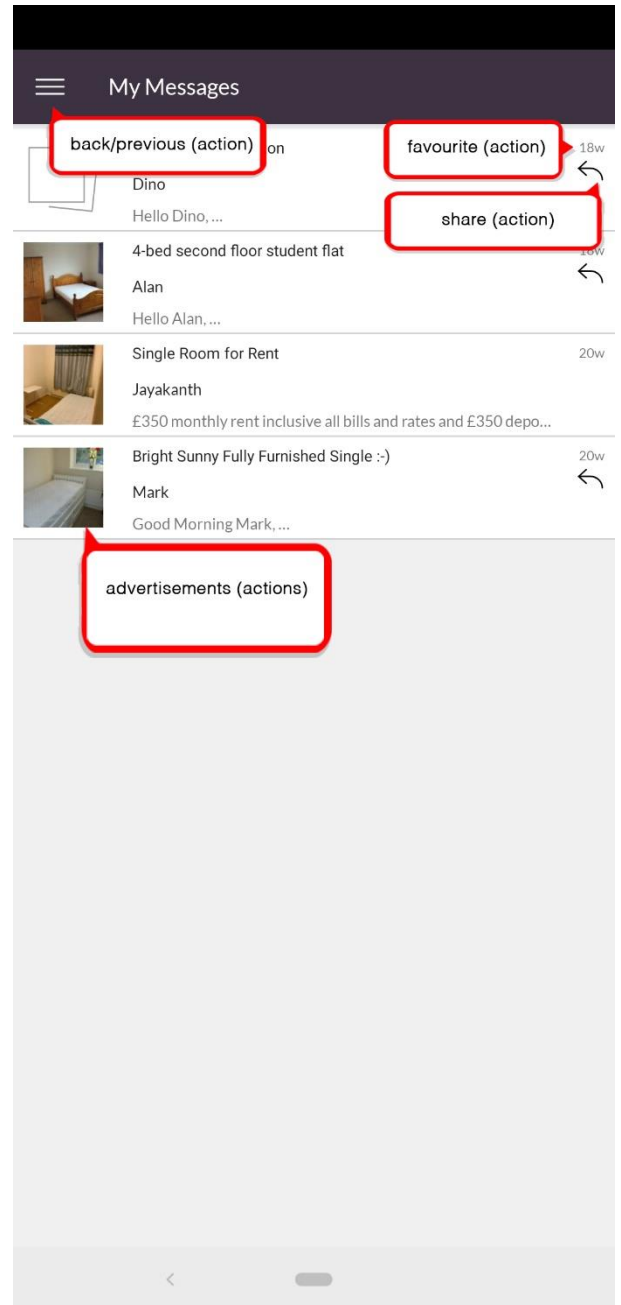 My Messages
back/previous (action)
on
favourite (action)
18w
Dino
Hello Dino, ...
share (action)
4-bed second floor student flat
Alan
Hello Alan, ...
Single Room for Rent
20w
Jayakanth
£350 monthly rent inclusive all bills and rates and £350 depo...
Bright Sunny Fully Furnished Single :-)
20w
Mark
Good Morning Mark, ...
advertisements (actions)